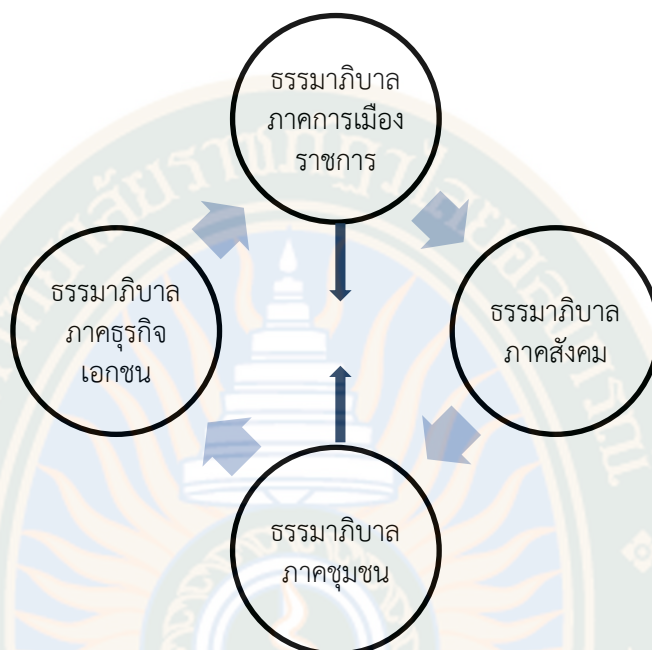 ธรรมาภิบาล
ภาคการเมือง
ราชการ
ธรรมาภิบาล
ภาคธุรกิจ
เอกชน
ธรรมาภิบาล
ภาคสังคม
ธรรมาภิบาล
ภาคชุมชน